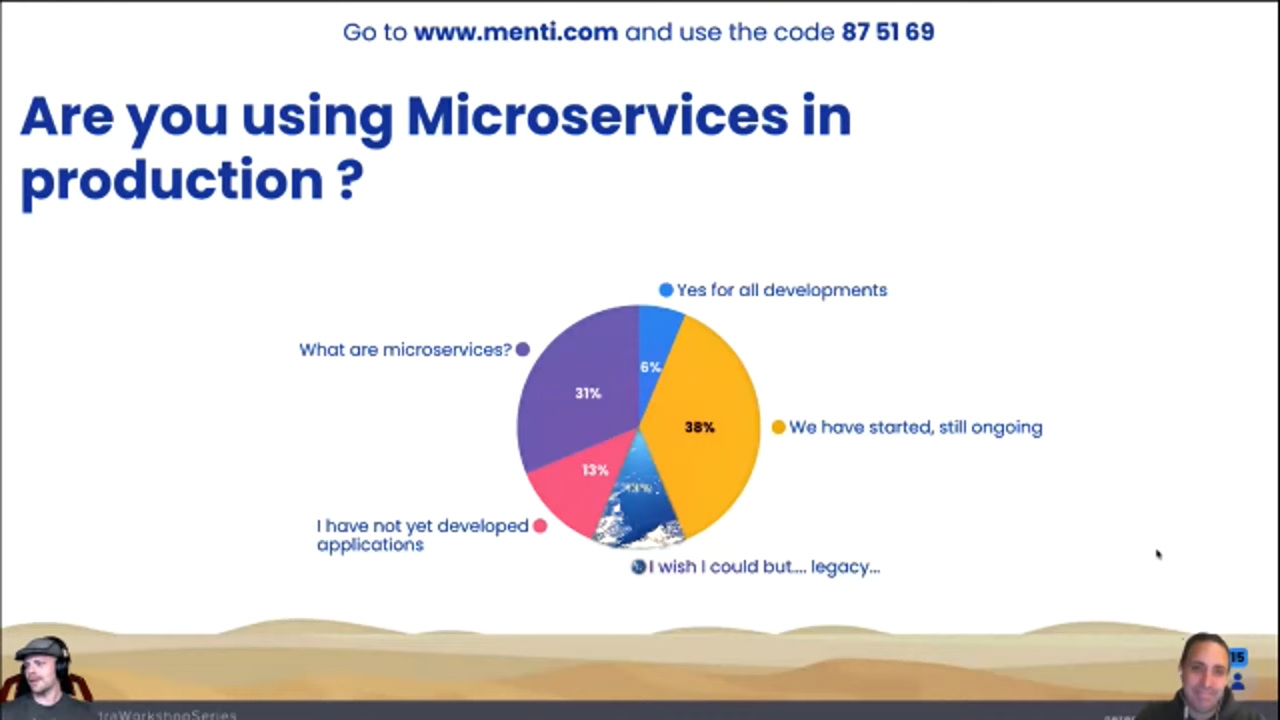 Go to www.menti.com and use the code 87 51 69
Are you using Microservices in
production ?
Yes for all developments
What are microservices?
6%
31%
38%
We have started, still ongoing
13%
I have not yet developed
applications
I wish I could but.... legacy...
15
traWorkshopSeries